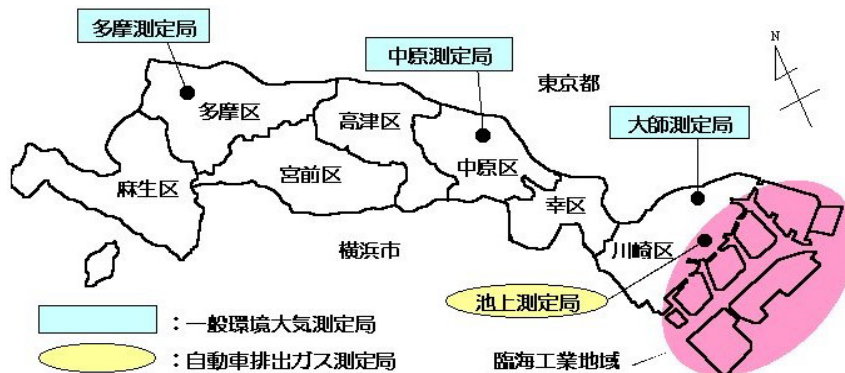 多摩測定局
中原測定局
N
東京都
大師測定局
多摩区
高津区
中原区
麻生区
宮前区
幸区
川崎区
横浜市
池上測定局
：一般環境大気測定局
：自動車排出ガス測定局
臨海工業地域